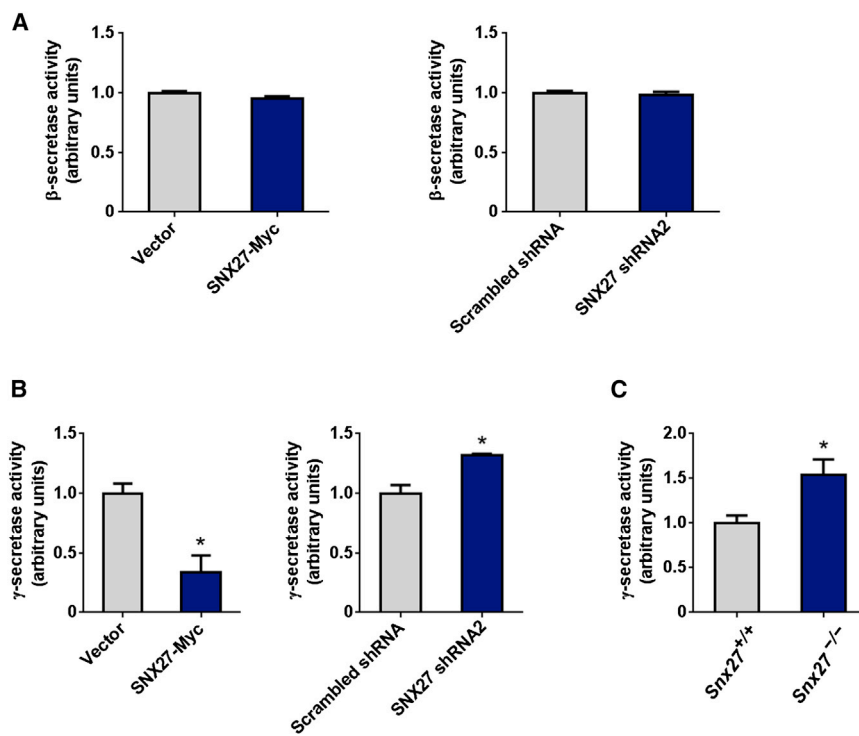 A
β-secretase activity
(arbitrary units)
1.5
1.0
0.5
0
Vector
SNX27-Myc
β-secretase activity
(arbitrary units)
1.5
1.0
0.5
0
Scrambled shRNA
SNX27 shRNA2
B
γ-secretase activity
(arbitrary units)
1.5
1.0
0.5
0
*
Vector
SNX27-Myc
γ-secretase activity
(arbitrary units)
1.5
1.0
0.5
0
*
Scrambled shRNA
SNX27 shRNA2
C
γ-secretase activity
(arbitrary units)
2.0
1.5
1.0
0.5
0
*
Snx27+/+
Snx27−/−